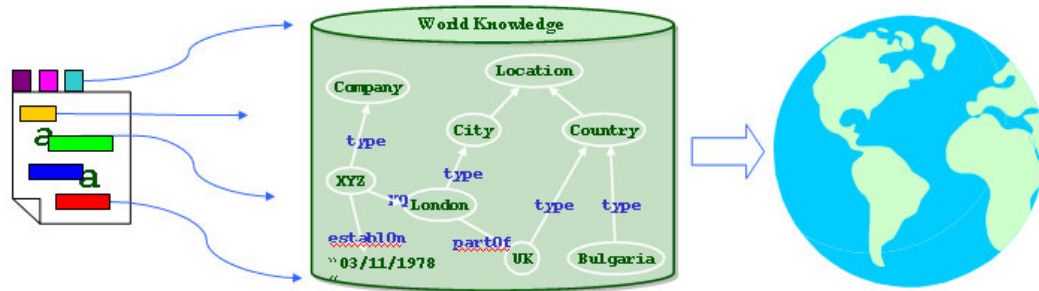 World Knowledge
Location
Company
type
City
Country
XYZ
type
London
type
type
establOn
partOf
"03/11/1978
"
UK
Bulgaria
a
a